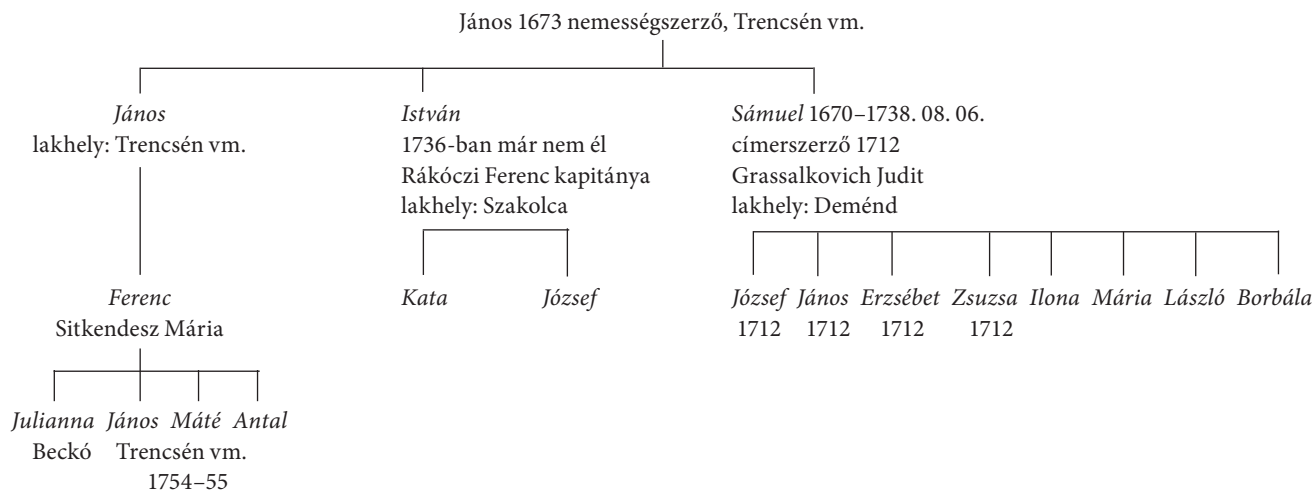 János 1673 nemességszerző, Trencsén vm.
János
lakhely: Trencsén vm.
István
1736-ban már nem él
Rákóczi Ferenc kapitánya
lakhely: Szakolca
Sámuel 1670–1738. 08. 06.
címerszerző 1712
Grassalkovich Judit
lakhely: Deménd
Ferenc
Sitkendesz Mária
Kata József
József János Erzsébet Zsuzsa Ilona Mária László Borbála
1712 1712 1712 1712
Julianna János Máté Antal
Beckó Trencsén vm.
1754–55